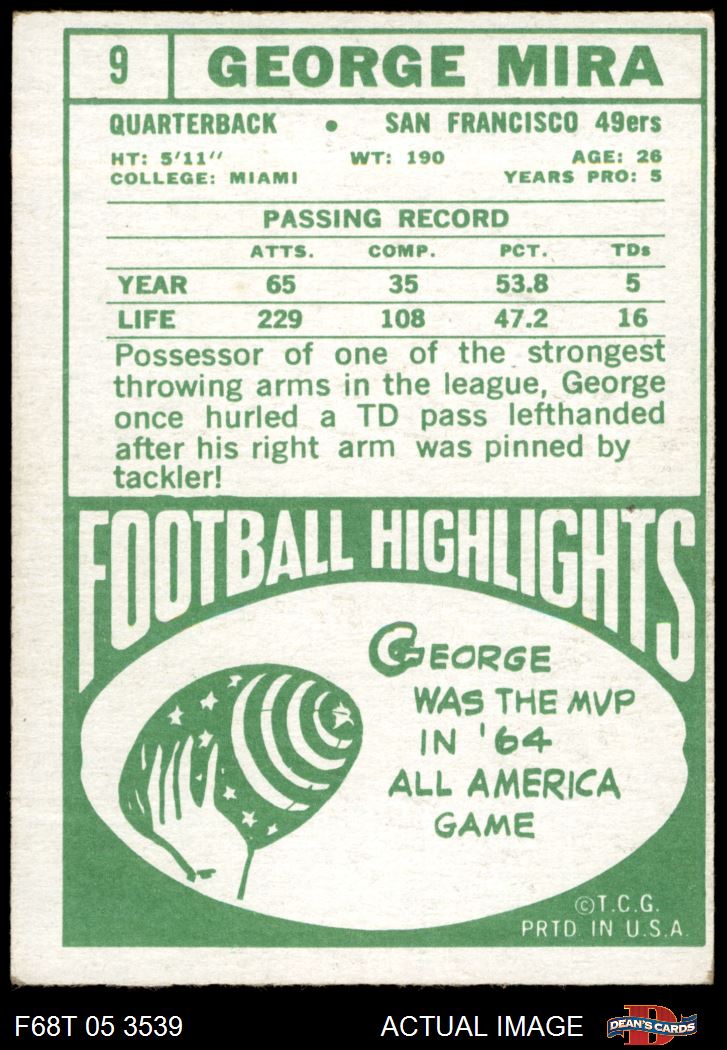 9 GEORGE MIRA
QUARTERBACK • SAN FRANCISCO 49ers
HT: 5'11" WT: 190 AGE: 26
COLLEGE: MIAMI YEARS PRO: 5
PASSING RECORD
ATTS. COMP. PCT. TDs
YEAR 65 35 53.8 5
LIFE 229 108 47.2 16
Possessor of one of the strongest
throwing arms in the league, George
once hurled a TD pass lefthanded
after his right arm was pinned by
tackler!
FOOTBALL HIGHLIGHTS
GEORGE
WAS THE MVP
IN '64
ALL AMERICA
GAME
©T.C.G.
PRTD. IN U.S.A.
F68T 05 3539 ACTUAL IMAGE D DEAN'S CARDS